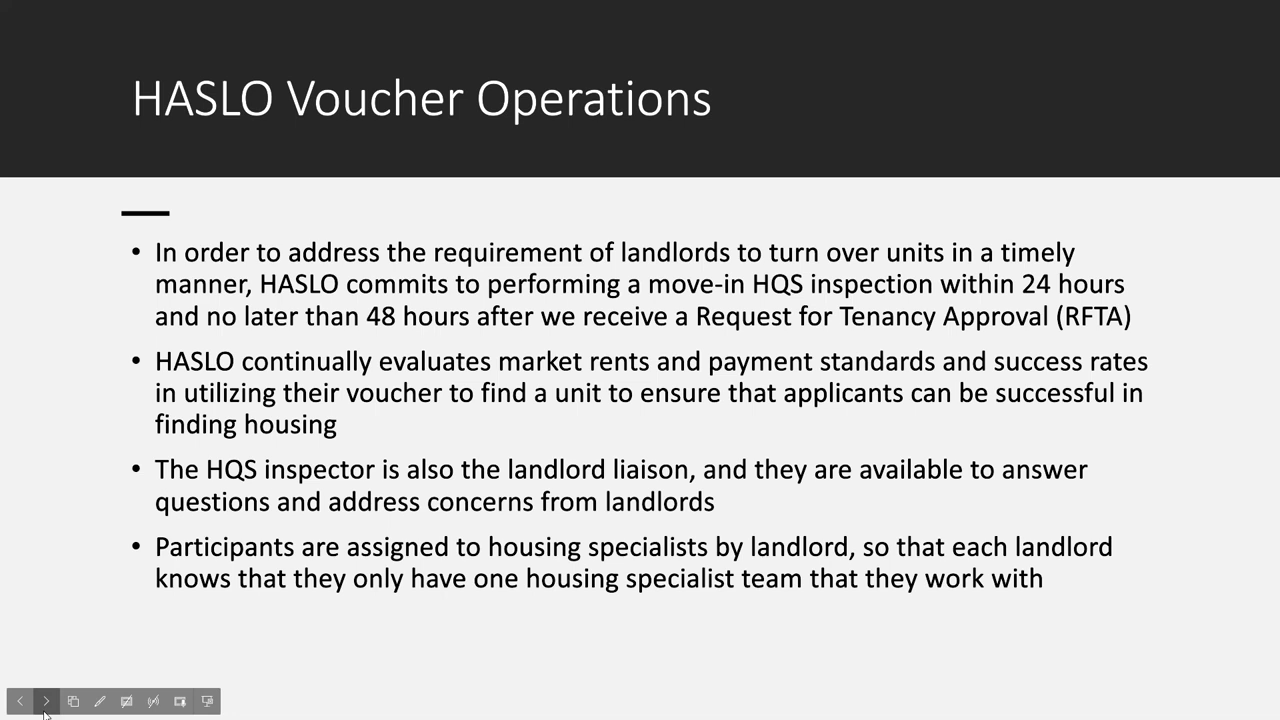 HASLO Voucher Operations
• In order to address the requirement of landlords to turn over units in a timely
manner, HASLO commits to performing a move-in HQS inspection within 24 hours
and no later than 48 hours after we receive a Request for Tenancy Approval (RFTA)
• HASLO continually evaluates market rents and payment standards and success rates
in utilizing their voucher to find a unit to ensure that applicants can be successful in
finding housing
• The HQS inspector is also the landlord liaison, and they are available to answer
questions and address concerns from landlords
• Participants are assigned to housing specialists by landlord, so that each landlord
knows that they only have one housing specialist team that they work with